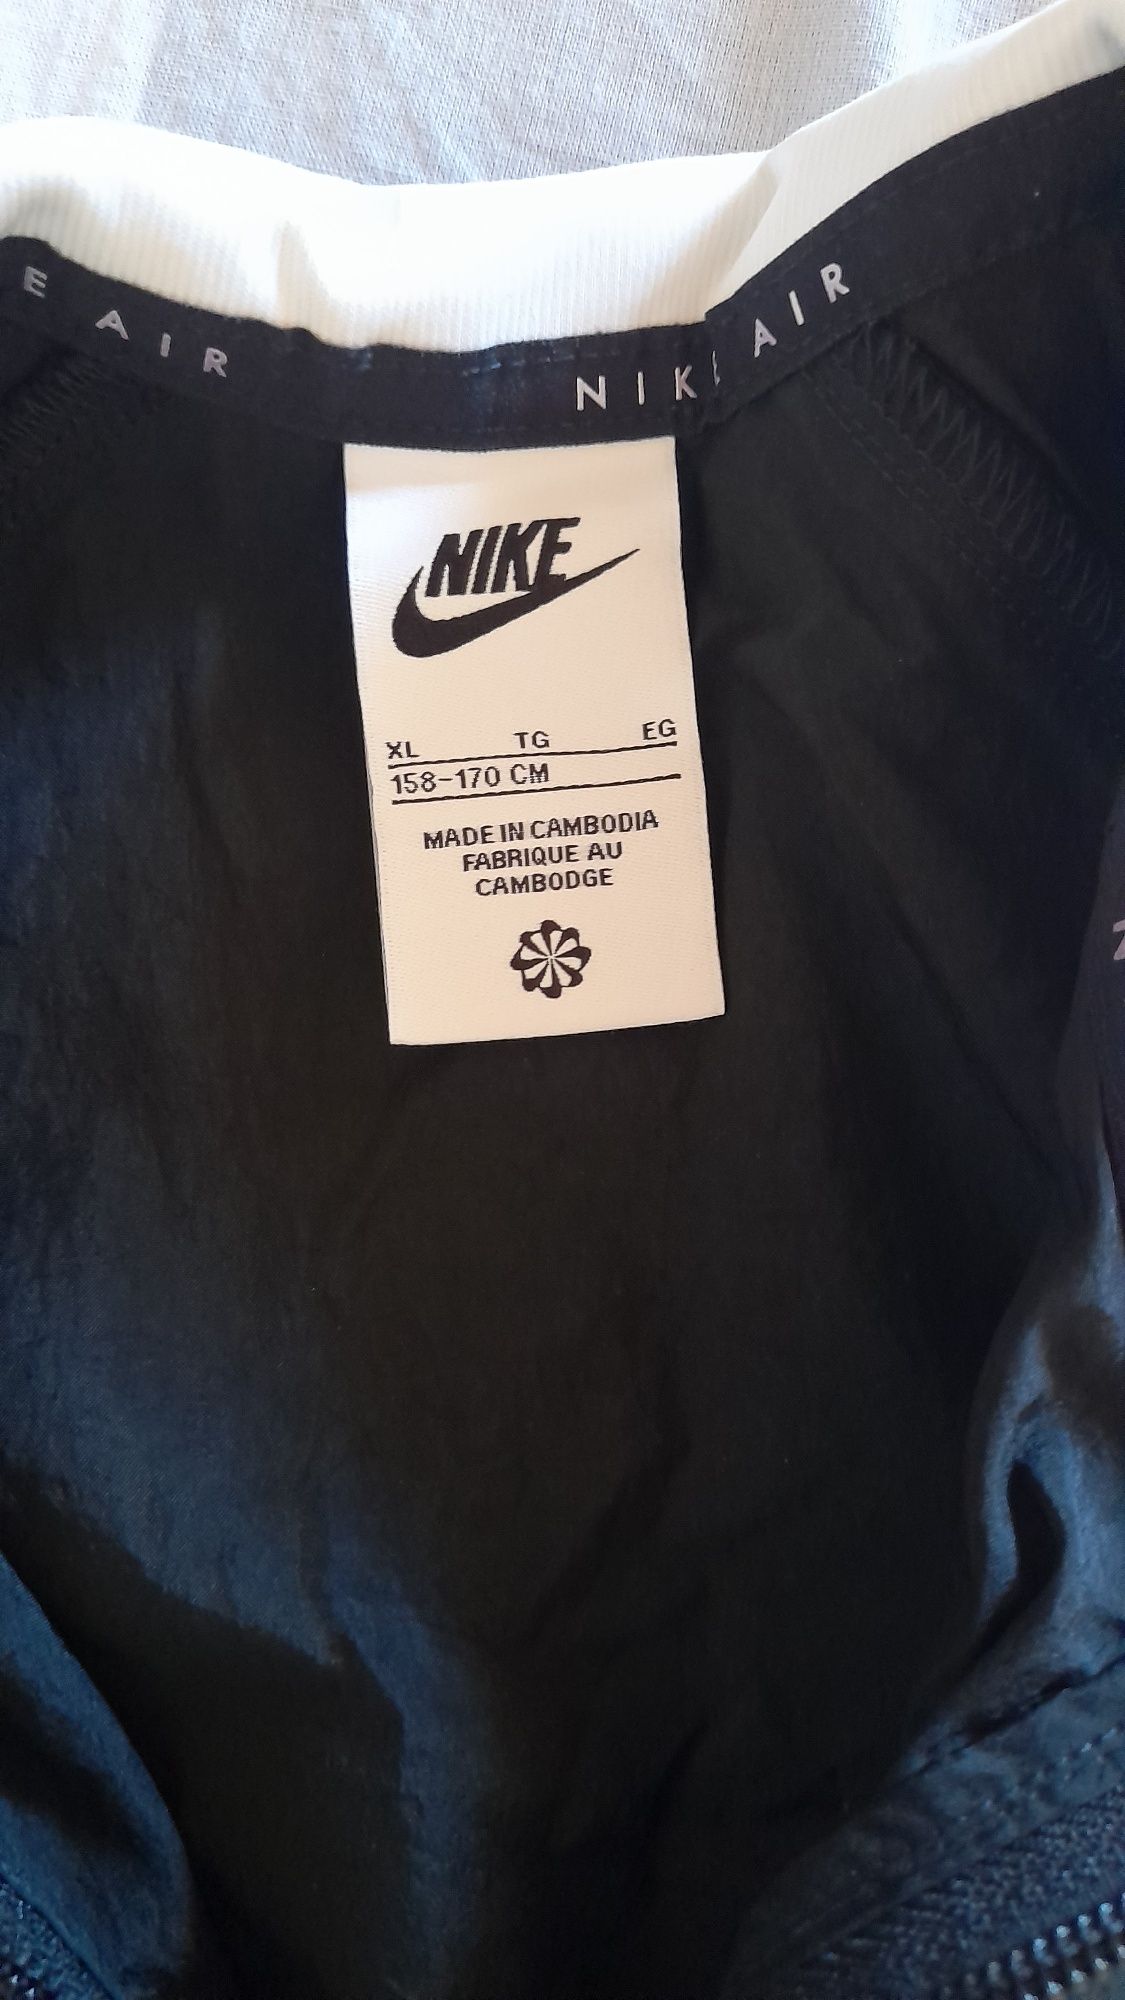 E AIR
NIKE AIR
NIKE
XL TG EG
158-170 CM
MADE IN CAMBODIA
FABRIQUE AU
CAMBODGE